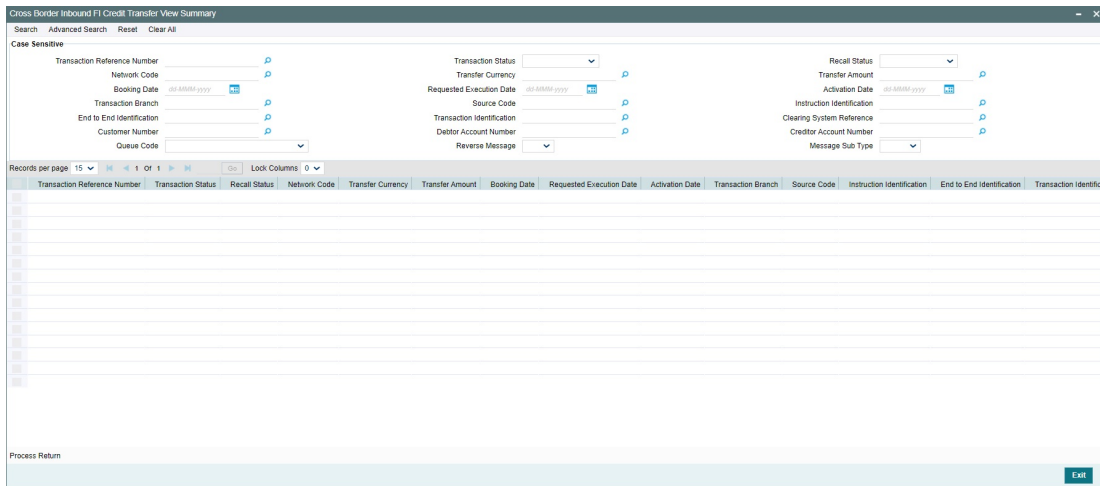 Cross Border Inbound FI Credit Transfer View Summary
Search Advanced Search Reset Clear All
Case Sensitive
Transaction Reference Number Transaction Status Recall Status
Network Code Transfer Currency Transfer Amount
Booking Date dd-MMM-yyyy Requested Execution Date dd-MMM-yyyy Activation Date dd-MMM-yyyy
Transaction Branch Source Code Instruction Identification
End to End Identification Transaction Identification Clearing System Reference
Customer Number Debtor Account Number Creditor Account Number
Queue Code Reverse Message Message Sub Type
Records per page 15 1 Of 1 Go Lock Columns 0
Transaction Reference Number Transaction Status Recall Status Network Code Transfer Currency Transfer Amount Booking Date Requested Execution Date Activation Date Transaction Branch Source Code Instruction Identification End to End Identification Transaction Identific
Process Return
Exit